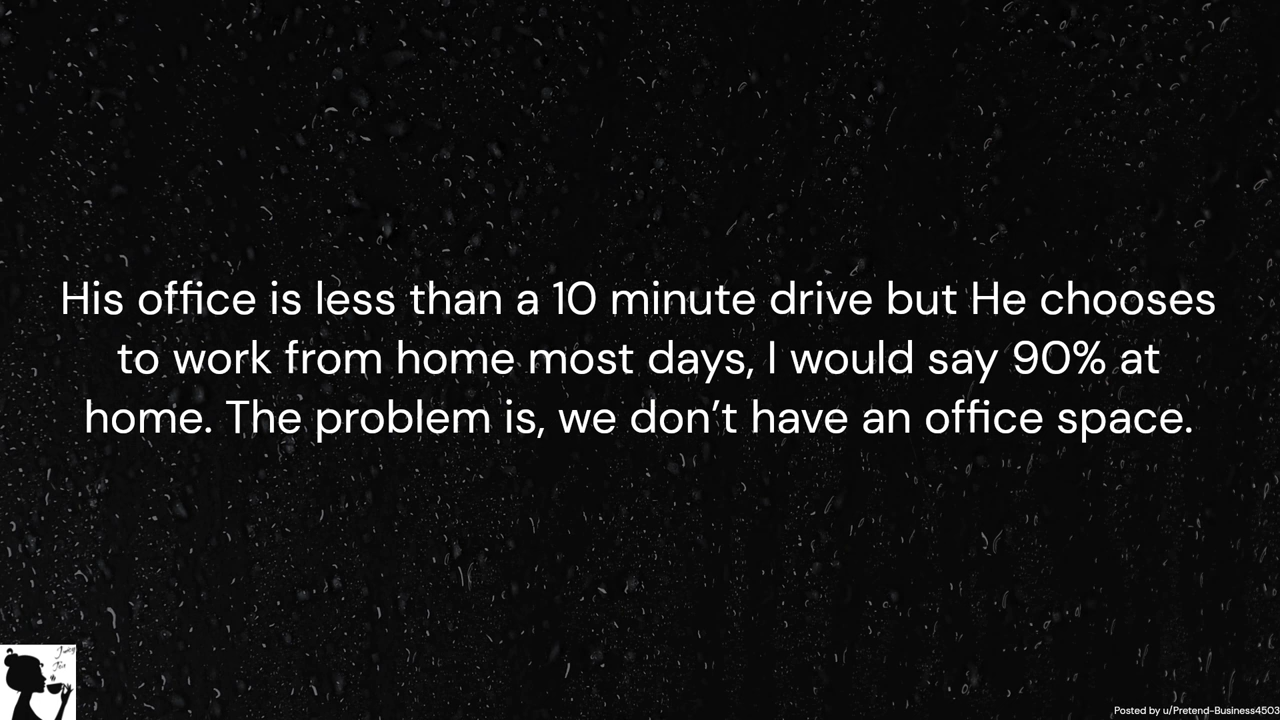 His office is less than a 10 minute drive but He chooses
to work from home most days, I would say 90% at
home. The problem is, we don’t have an office space.
Posted by u/Pretend-Business4503